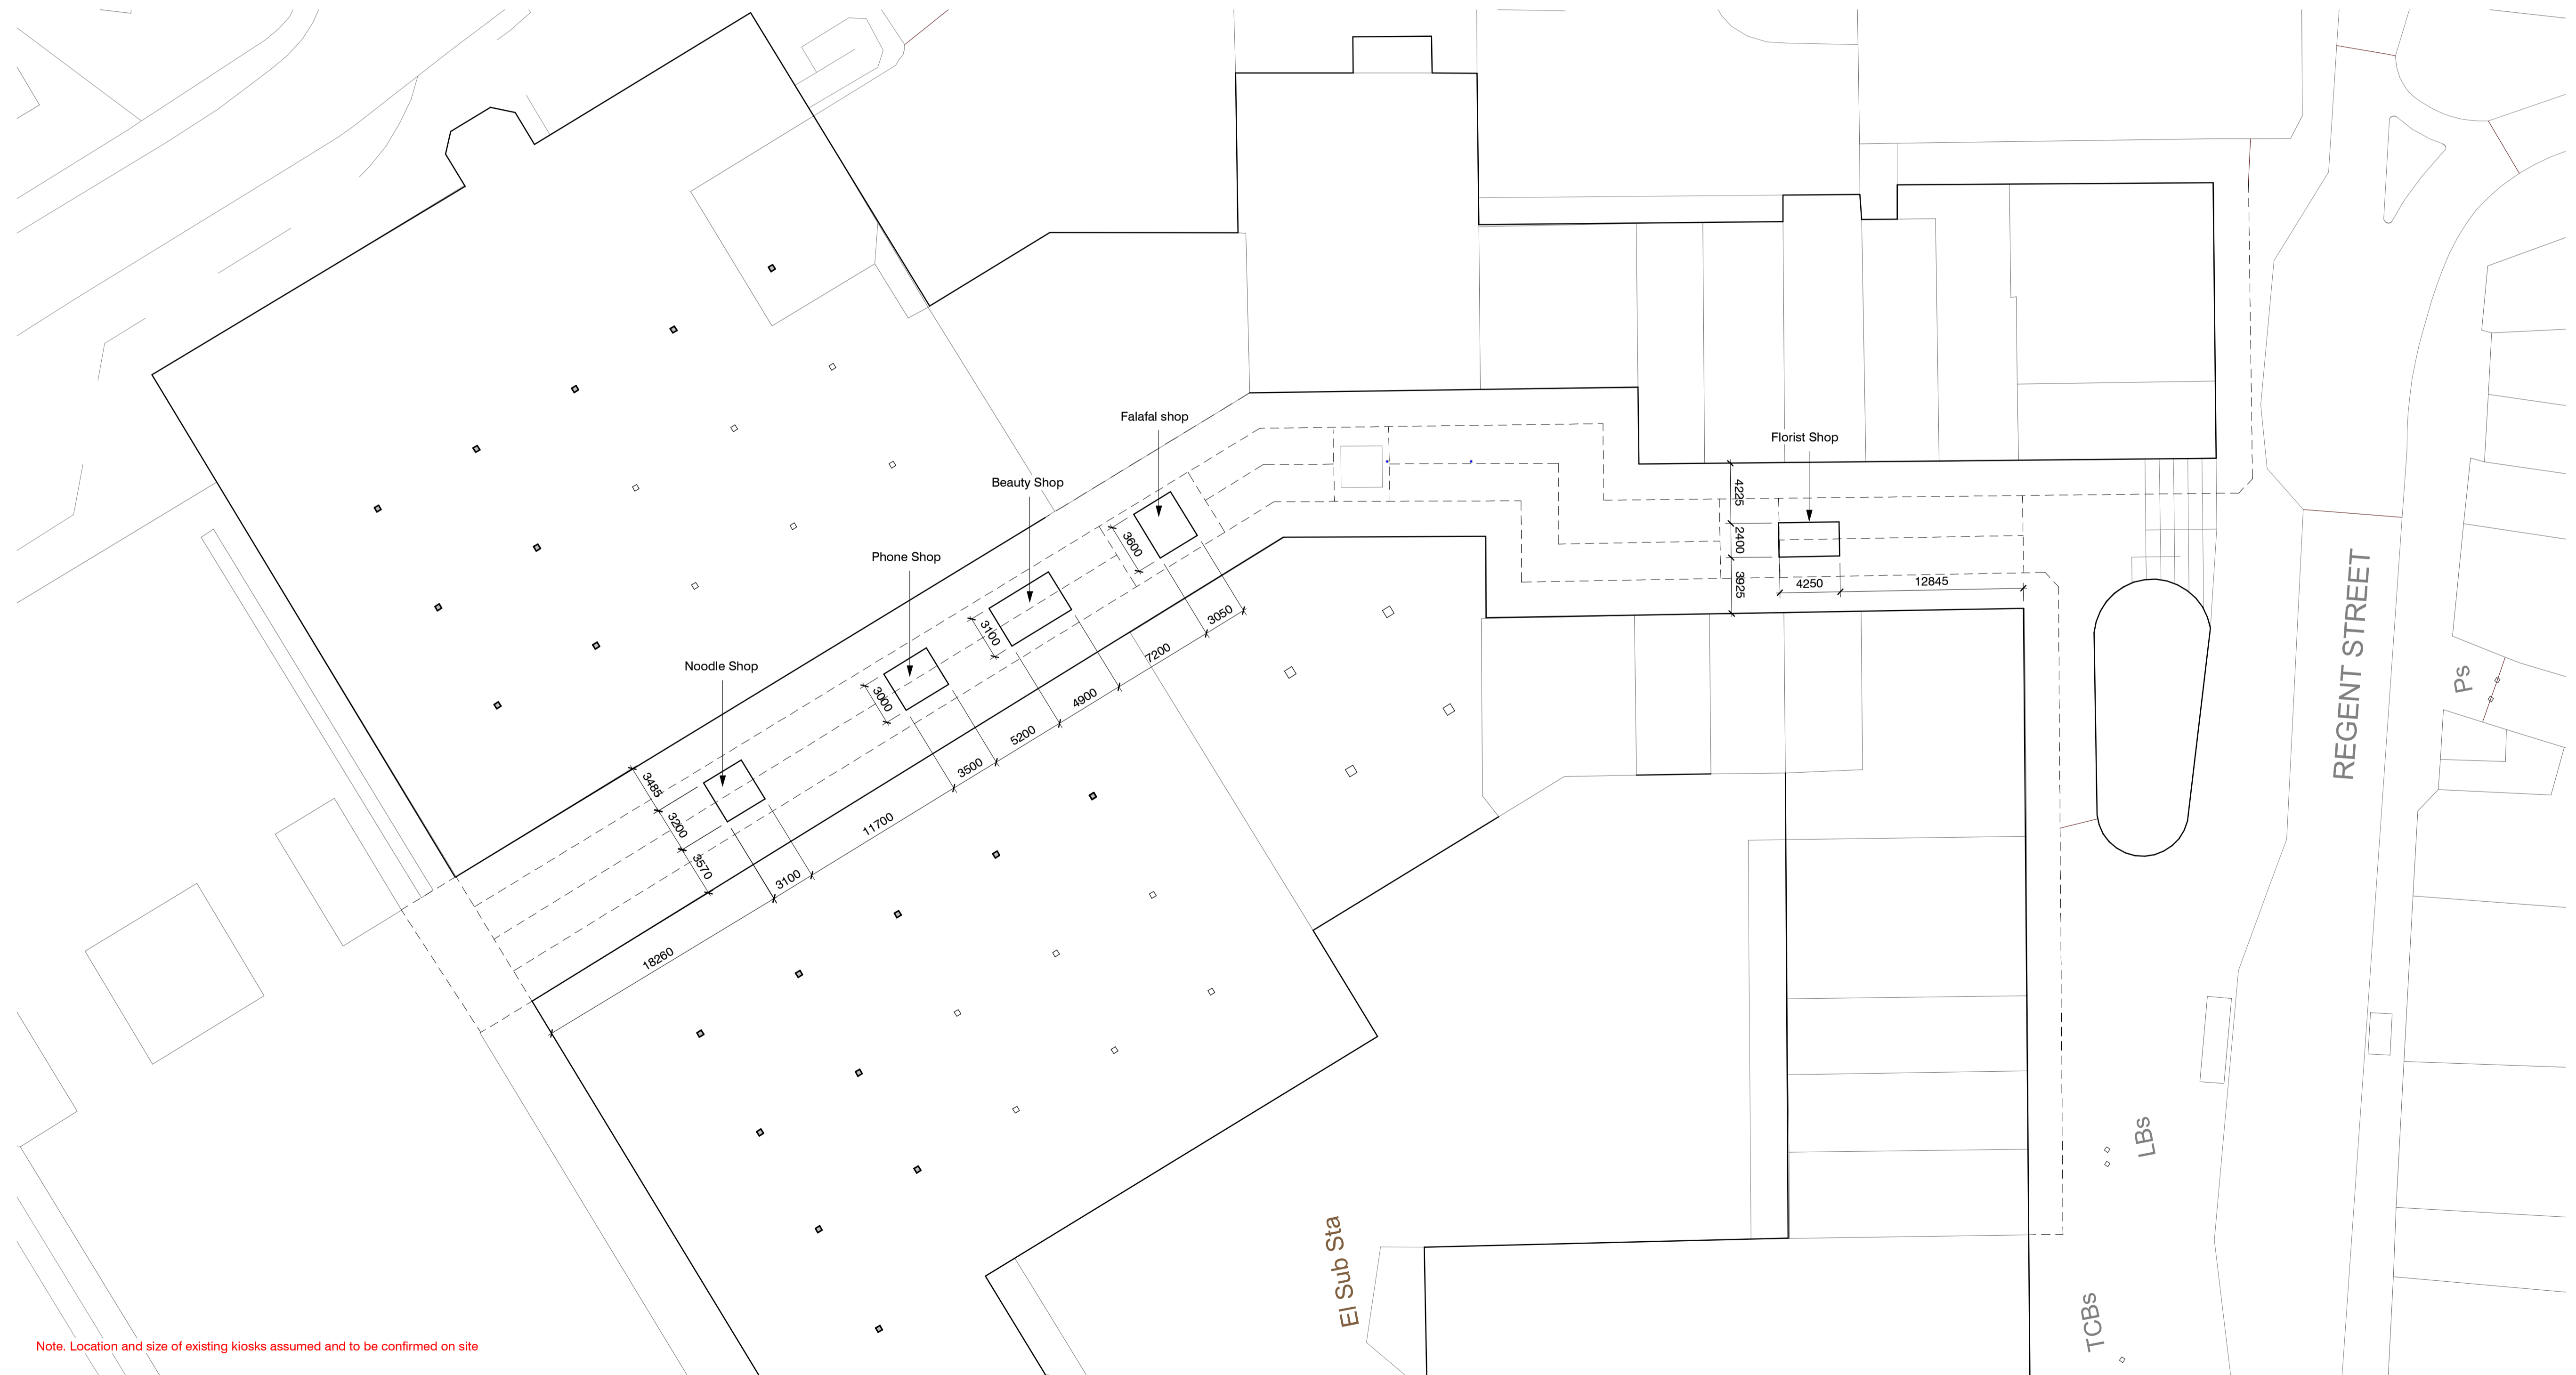 Falafal shop
Florist Shop
Beauty Shop
Phone Shop
Noodle Shop
4225
2400
3925
4250
12845
3600
3100
3000
3050
7200
4900
5200
3500
11700
3485
3200
3570
3100
18260
REGENT STREET
Ps
LBs
TCBs
El Sub Sta
Note. Location and size of existing kiosks assumed and to be confirmed on site